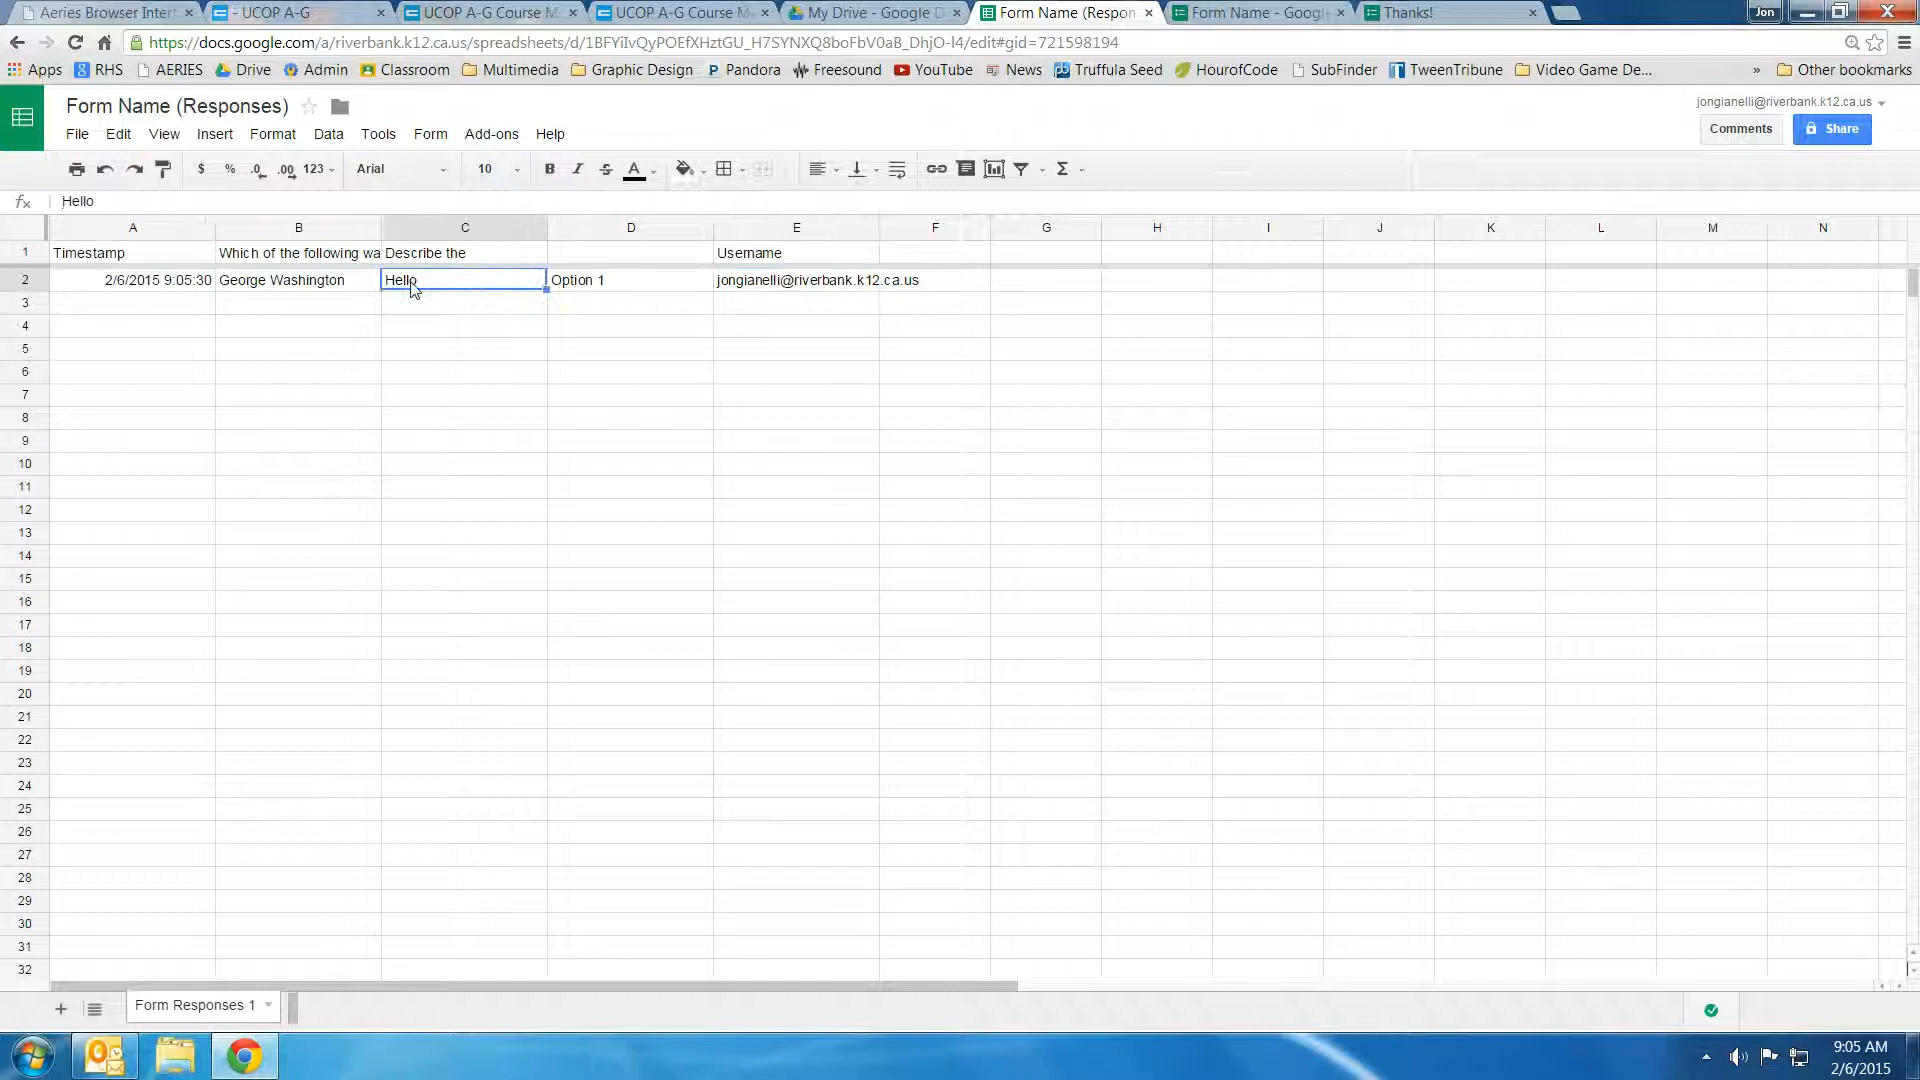 Aeries Browser Inter × - UCOP A-G × UCOP A-G Course M × UCOP A-G Course M × My Drive - Google D × Form Name (Respon × Form Name - Googl × Thanks! × Jon
https://docs.google.com/a/riverbank.k12.ca.us/spreadsheets/d/1BFYiIvQyPOEfXHztGU_H7SYNXQ8boFbV0aB_DhjO-l4/edit#gid=721598194
Apps RHS AERIES Drive Admin Classroom Multimedia Graphic Design Pandora Freesound YouTube News Truffula Seed HourofCode SubFinder TweenTribune Video Game De... » Other bookmarks
Form Name (Responses) jongianelli@riverbank.k12.ca.us
File Edit View Insert Format Data Tools Form Add-ons Help Comments Share
$ % .0 .00 123 Arial 10 B I S A Σ
fx Hello
A B C D E F G H I J K L M N
1 Timestamp Which of the following wa Describe the Username
2 2/6/2015 9:05:30 George Washington Hello Option 1 jongianelli@riverbank.k12.ca.us
3
4
5
6
7
8
9
10
11
12
13
14
15
16
17
18
19
20
21
22
23
24
25
26
27
28
29
30
31
32
+ Form Responses 1
9:05 AM
2/6/2015